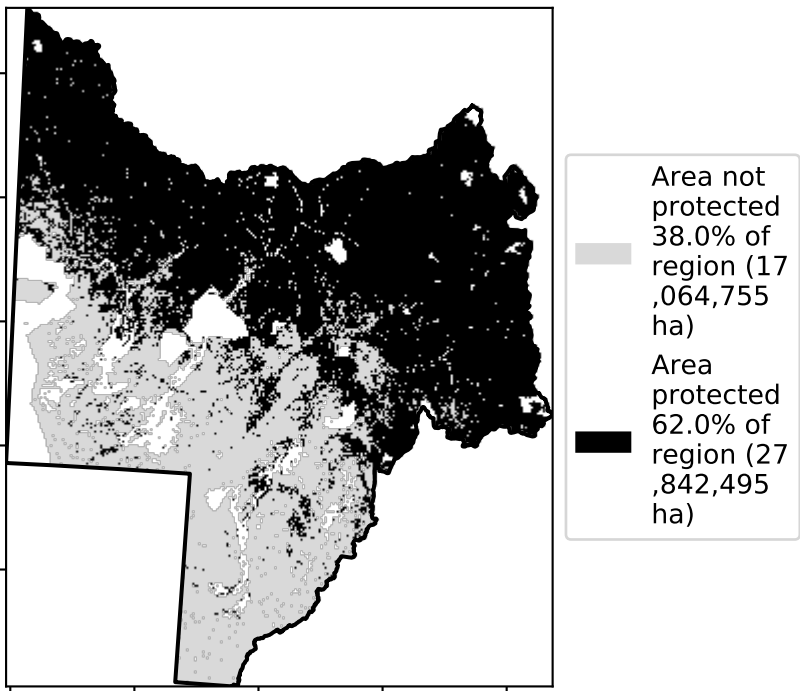 Area not
protected
38.0% of
region (17
,064,755
ha)
Area
protected
62.0% of
region (27
,842,495
ha)